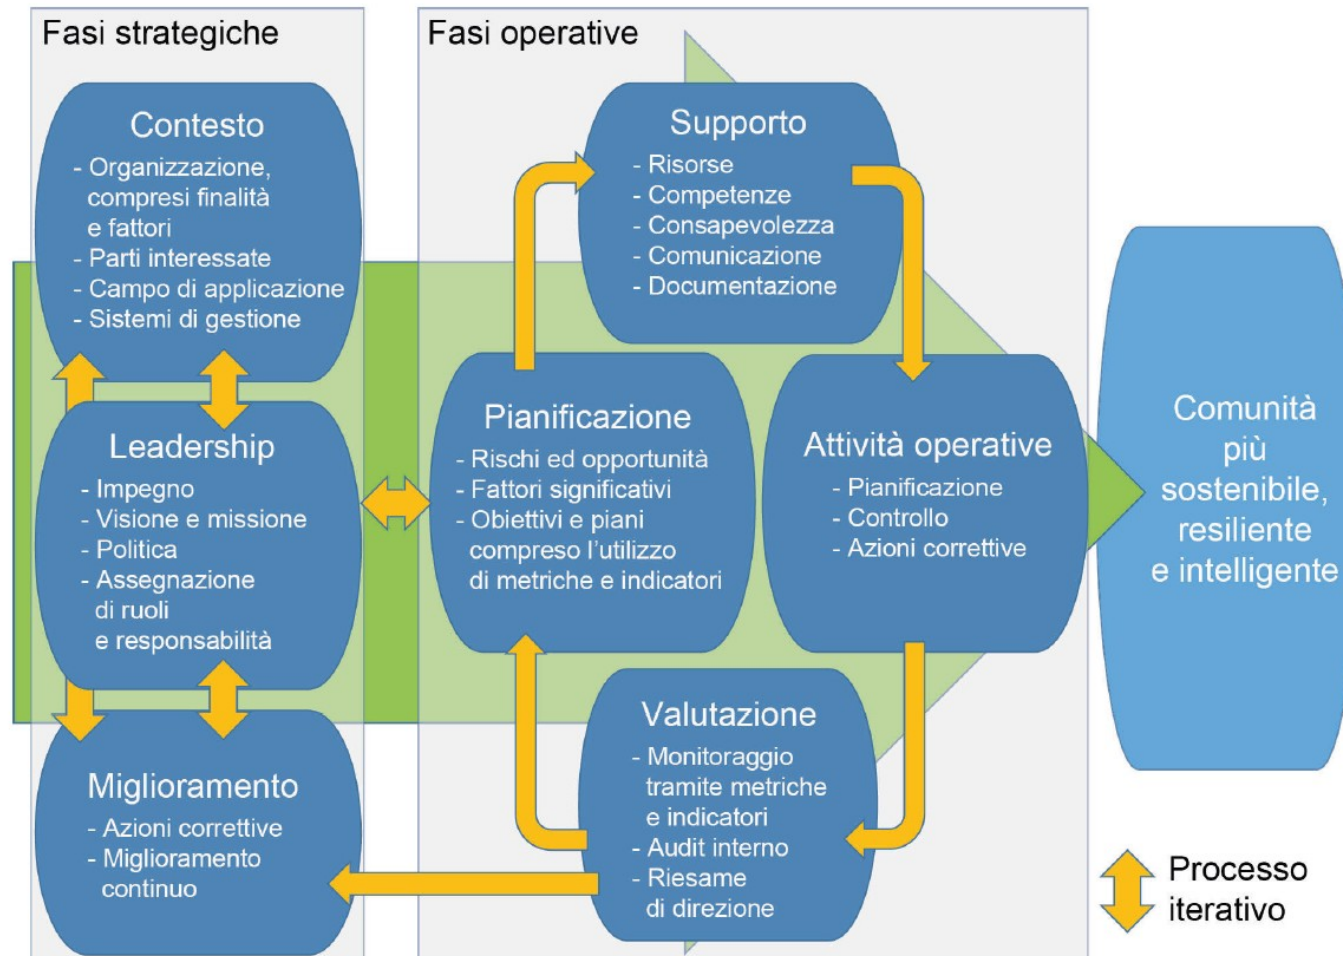 Fasi strategiche
Contesto
- Organizzazione,
compresi finalità
e fattori
- Parti interessate
- Campo di applicazione
- Sistemi di gestione
Leadership
- Impegno
- Visione e missione
- Politica
- Assegnazione
di ruoli
e responsabilità
Miglioramento
- Azioni correttive
- Miglioramento
continuo
Fasi operative
Supporto
- Risorse
- Competenze
- Consapevolezza
- Comunicazione
- Documentazione
Pianificazione
- Rischi ed opportunità
- Fattori significativi
- Obiettivi e piani
compreso l'utilizzo
di metriche e indicatori
Attività operative
- Pianificazione
- Controllo
- Azioni correttive
Valutazione
- Monitoraggio
tramite metriche
e indicatori
- Audit interno
- Riesame
di direzione
Comunità
più
sostenibile,
resiliente
e intelligente
Processo
iterativo